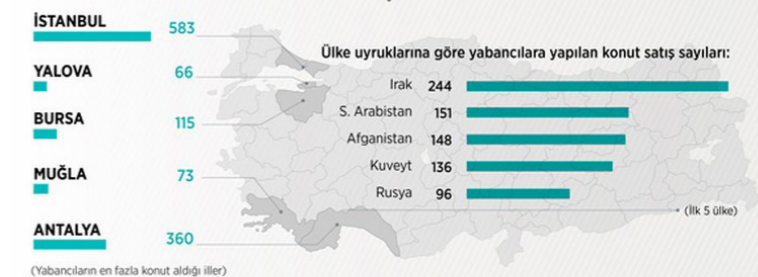 İSTANBUL 583
YALOVA 66
BURSA 115
MUĞLA 73
ANTALYA 360
(Yabancıların en fazla konut aldığı iller)
Ülke uyruklarına göre yabancılara yapılan konut satış sayıları:
Irak 244
S. Arabistan 151
Afganistan 148
Kuveyt 136
Rusya 96
(İlk 5 ülke)